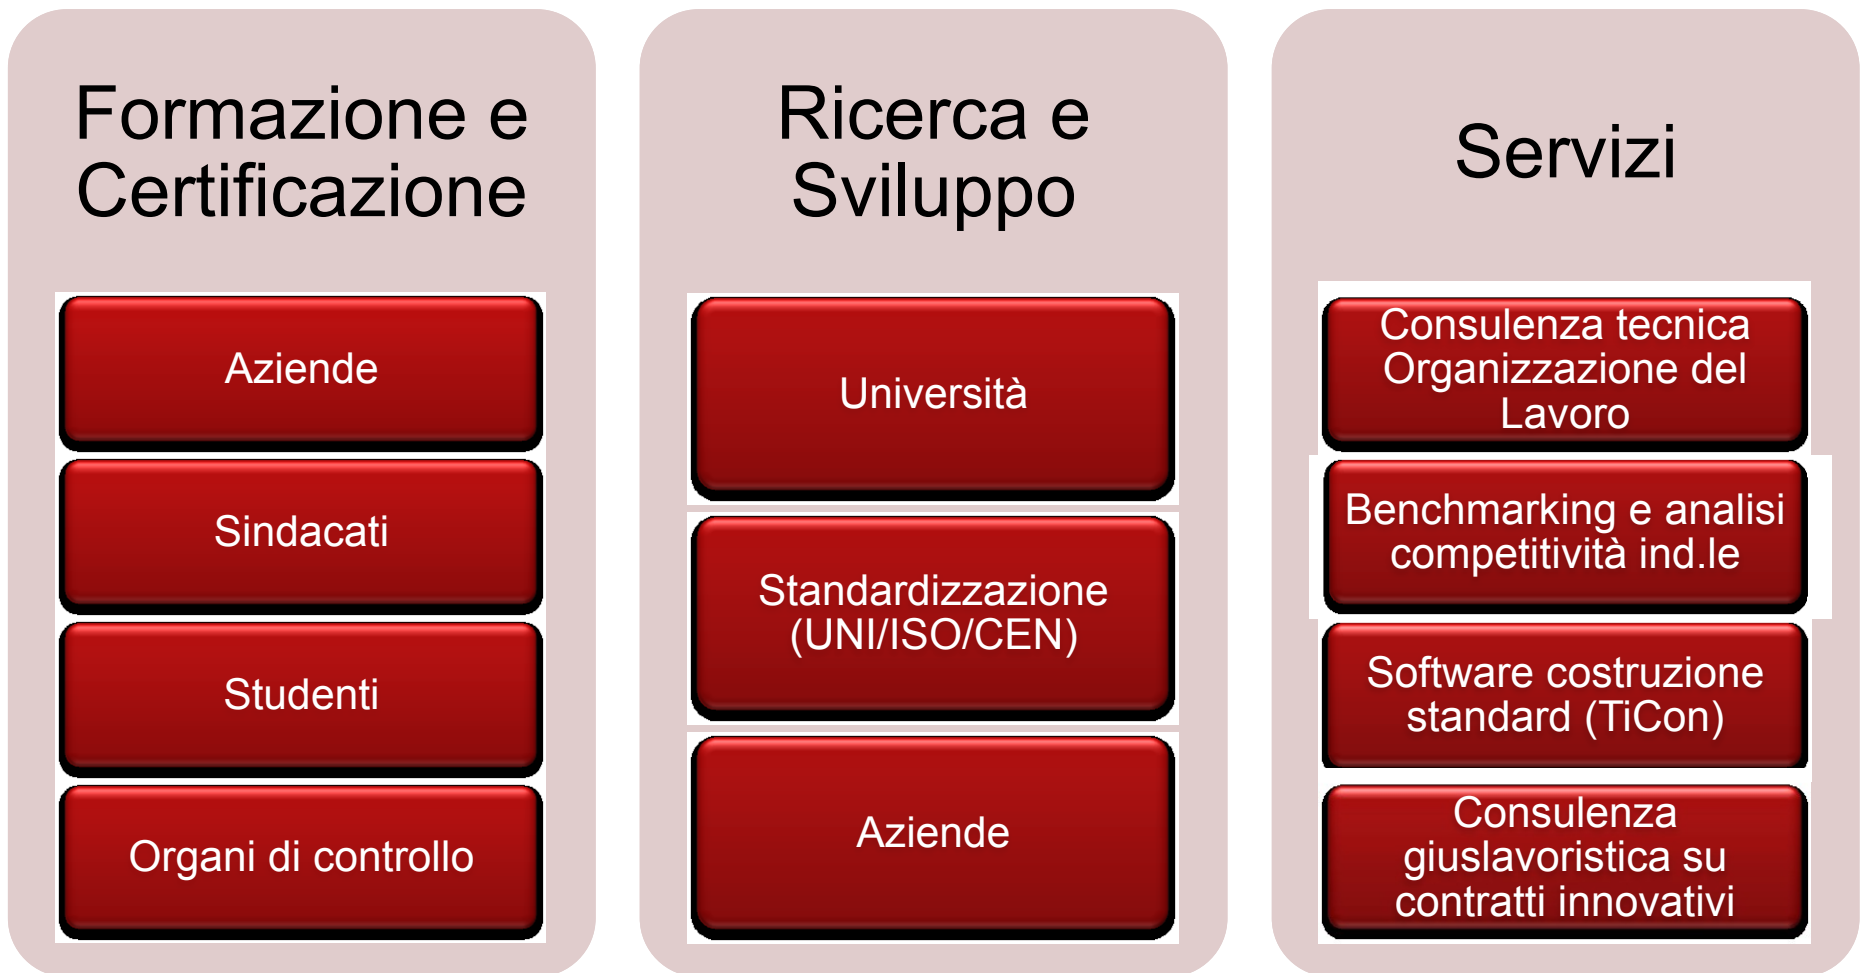 Formazione e
Certificazione
Aziende
Sindacati
Studenti
Organi di controllo
Ricerca e
Sviluppo
Università
Standardizzazione
(UNI/ISO/CEN)
Aziende
Servizi
Consulenza tecnica
Organizzazione del
Lavoro
Benchmarking e analisi
competitività ind.le
Software costruzione
standard (TiCon)
Consulenza
giuslavoristica su
contratti innovativi